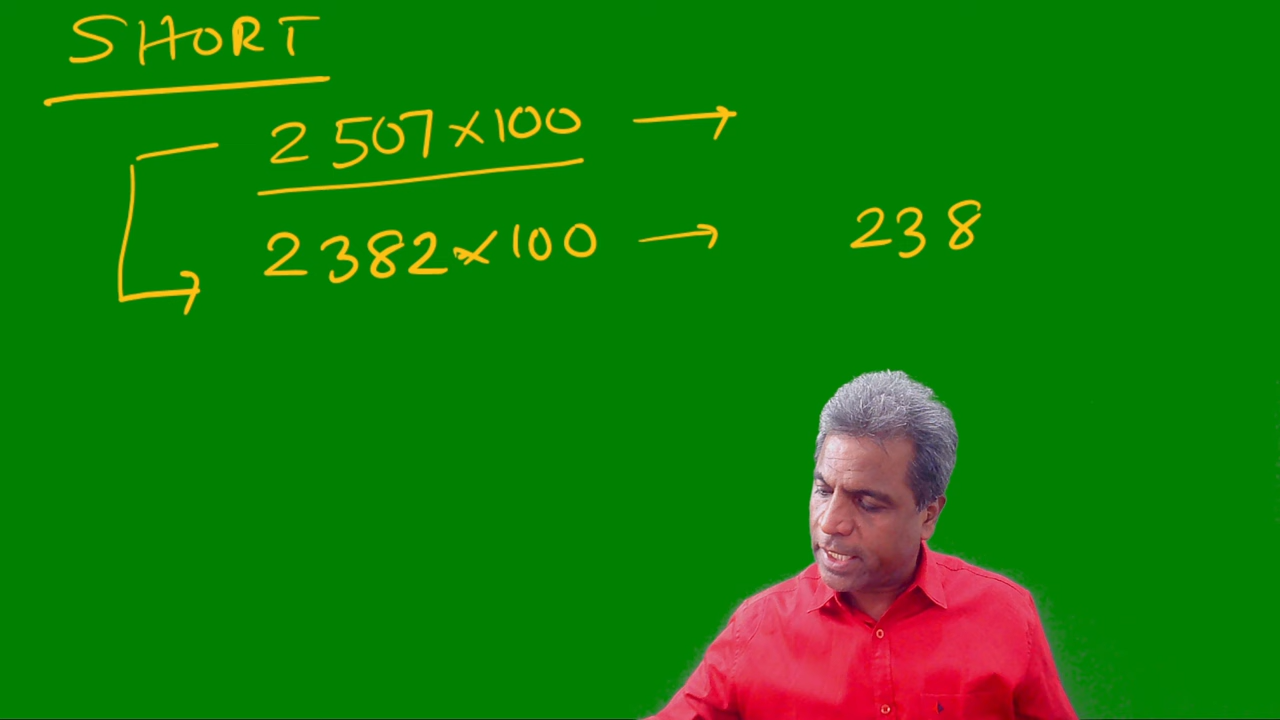 SHORT
2507×100 →
2382×100 → 238